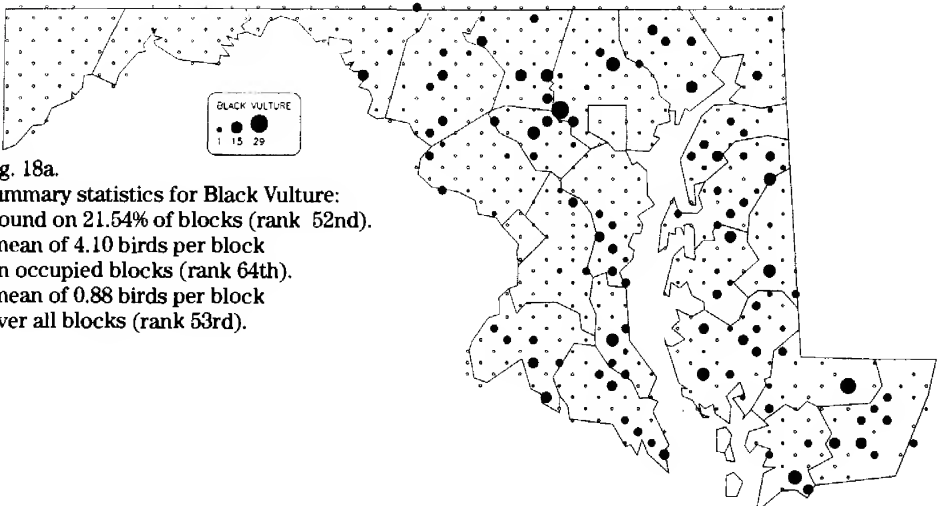 BLACK VULTURE
1 15 29
g. 18a.
ummary statistics for Black Vulture:
ound on 21.54% of blocks (rank 52nd).
mean of 4.10 birds per block
n occupied blocks (rank 64th).
mean of 0.88 birds per block
ver all blocks (rank 53rd).